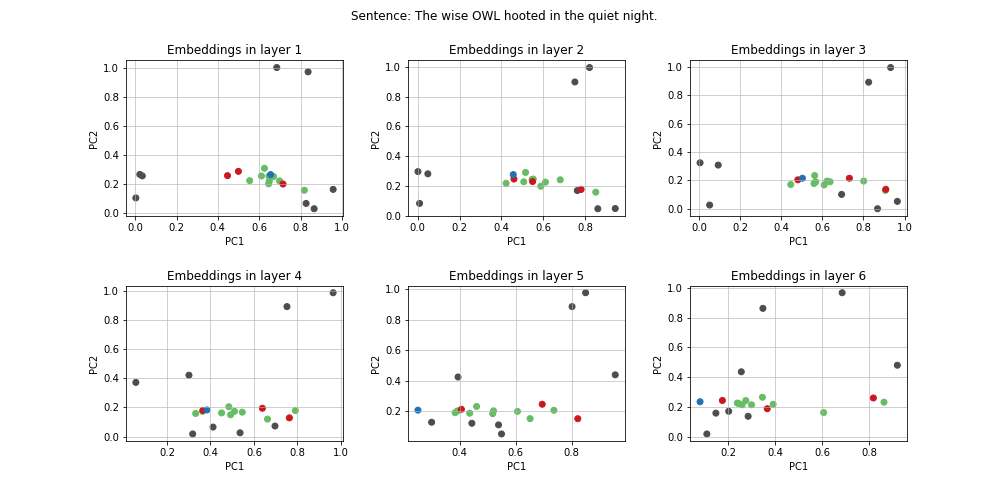 Sentence: The wise OWL hooted in the quiet night.
Embeddings in layer 1
Embeddings in layer 2
Embeddings in layer 3
1.0
0.8
0.6
0.4
0.2
0.0
PC2
0.0 0.2 0.4 0.6 0.8 1.0
PC1
1.0
0.8
0.6
0.4
0.2
0.0
PC2
0.0 0.2 0.4 0.6 0.8
PC1
1.0
0.8
0.6
0.4
0.2
0.0
PC2
0.0 0.2 0.4 0.6 0.8 1.0
PC1
Embeddings in layer 4
Embeddings in layer 5
Embeddings in layer 6
1.0
0.8
0.6
0.4
0.2
0.0
PC2
0.2 0.4 0.6 0.8 1.0
PC1
1.0
0.8
0.6
0.4
0.2
PC2
0.4 0.6 0.8
PC1
1.0
0.8
0.6
0.4
0.2
0.0
PC2
0.2 0.4 0.6 0.8
PC1